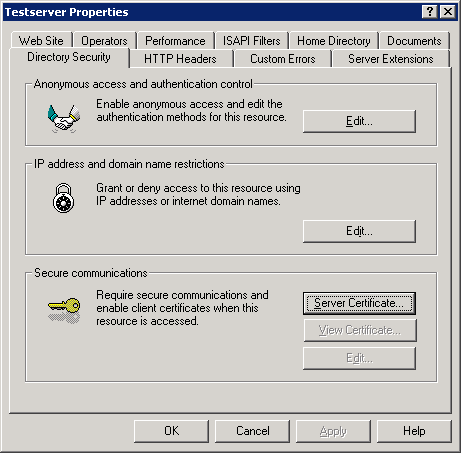 Testserver Properties
Web Site Operators Performance ISAPI Filters Home Directory Documents
Directory Security HTTP Headers Custom Errors Server Extensions
Anonymous access and authentication control
Enable anonymous access and edit the
authentication methods for this resource.
Edit...
IP address and domain name restrictions
Grant or deny access to this resource using
IP addresses or internet domain names.
Edit...
Secure communications
Require secure communications and
enable client certificates when this
resource is accessed.
Server Certificate...
View Certificate...
Edit...
OK Cancel Apply Help